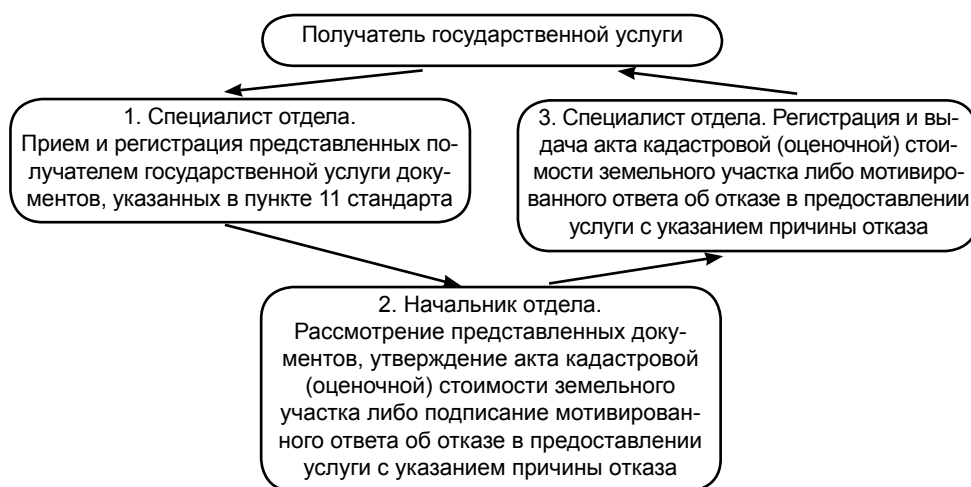 Получатель государственной услуги
1. Специалист отдела.
Прием и регистрация представленных по-
лучателем государственной услуги доку-
ментов, указанных в пункте 11 стандарта
3. Специалист отдела. Регистрация и вы-
дача акта кадастровой (оценочной) стои-
мости земельного участка либо мотивиро-
ванного ответа об отказе в предоставлении
услуги с указанием причины отказа
2. Начальник отдела.
Рассмотрение представленных доку-
ментов, утверждение акта кадастровой
(оценочной) стоимости земельного
участка либо подписание мотивирован-
ного ответа об отказе в предоставлении
услуги с указанием причины отказа